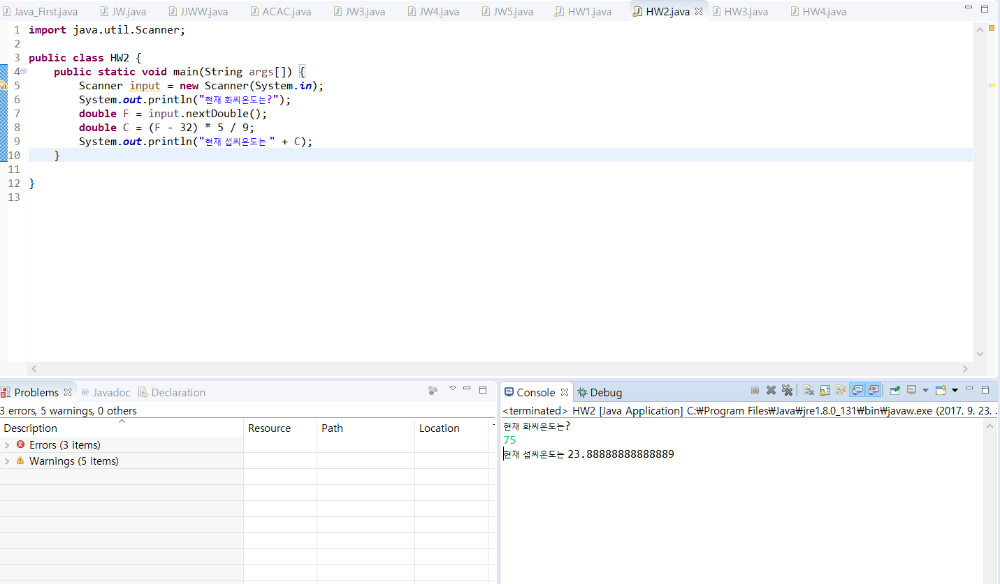 Java_First.java JW.java JJWW.java ACAC.java JW3.java JW4.java JW5.java HW1.java HW2.java HW3.java HW4.java
1 import java.util.Scanner;
2
3 public class HW2 {
4 public static void main(String args[]) {
5 Scanner input = new Scanner(System.in);
6 System.out.println("현재 화씨온도는?");
7 double F = input.nextDouble();
8 double C = (F - 32) * 5 / 9;
9 System.out.println("현재 섭씨온도는 " + C);
10 }
11
12 }
13
Problems @ Javadoc Declaration
3 errors, 5 warnings, 0 others
Description Resource Path Location
Errors (3 items)
Warnings (5 items)
Console Debug
<terminated> HW2 [Java Application] C:₩Program Files₩Java₩jre1.8.0_131₩bin₩javaw.exe (2017. 9. 23.
현재 화씨온도는?
75
현재 섭씨온도는 23.88888888888889